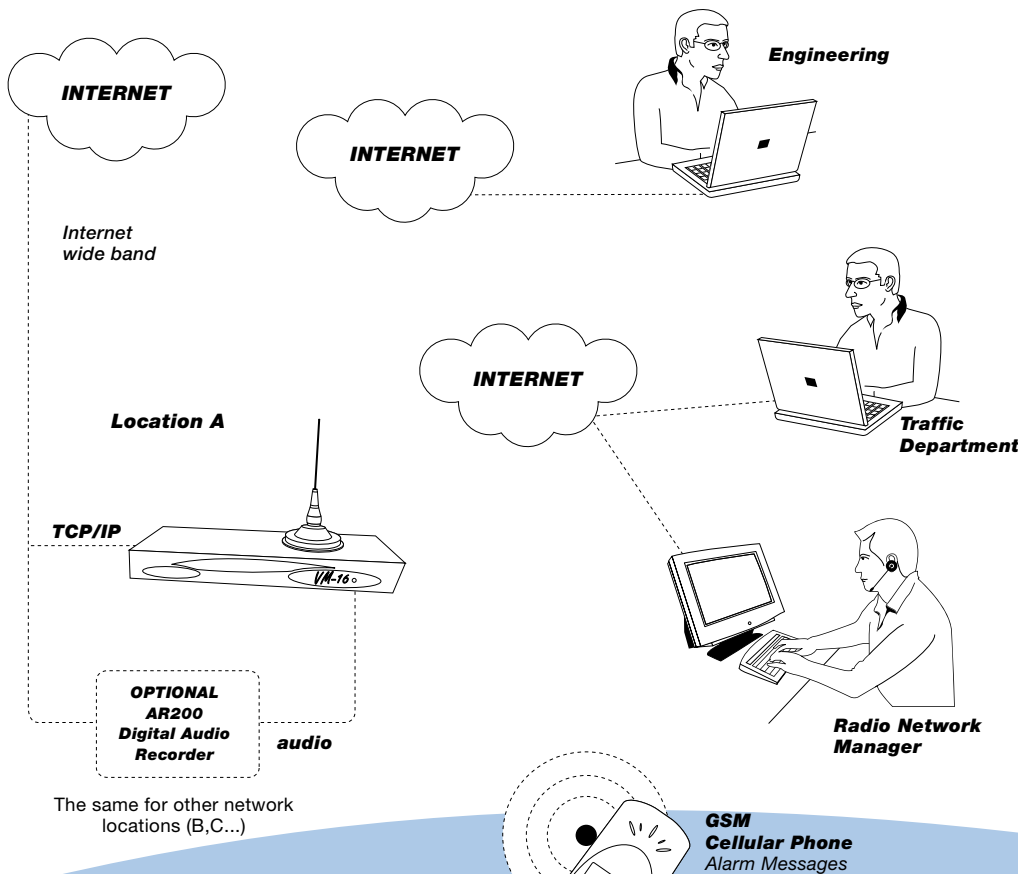 Engineering
INTERNET
INTERNET
Internet
wide band
INTERNET
Location A
Traffic
Department
TCP/IP
VM-16
OPTIONAL
AR200
Digital Audio
Recorder
audio
Radio Network
Manager
The same for other network
locations (B,C...)
GSM
Cellular Phone
Alarm Messages